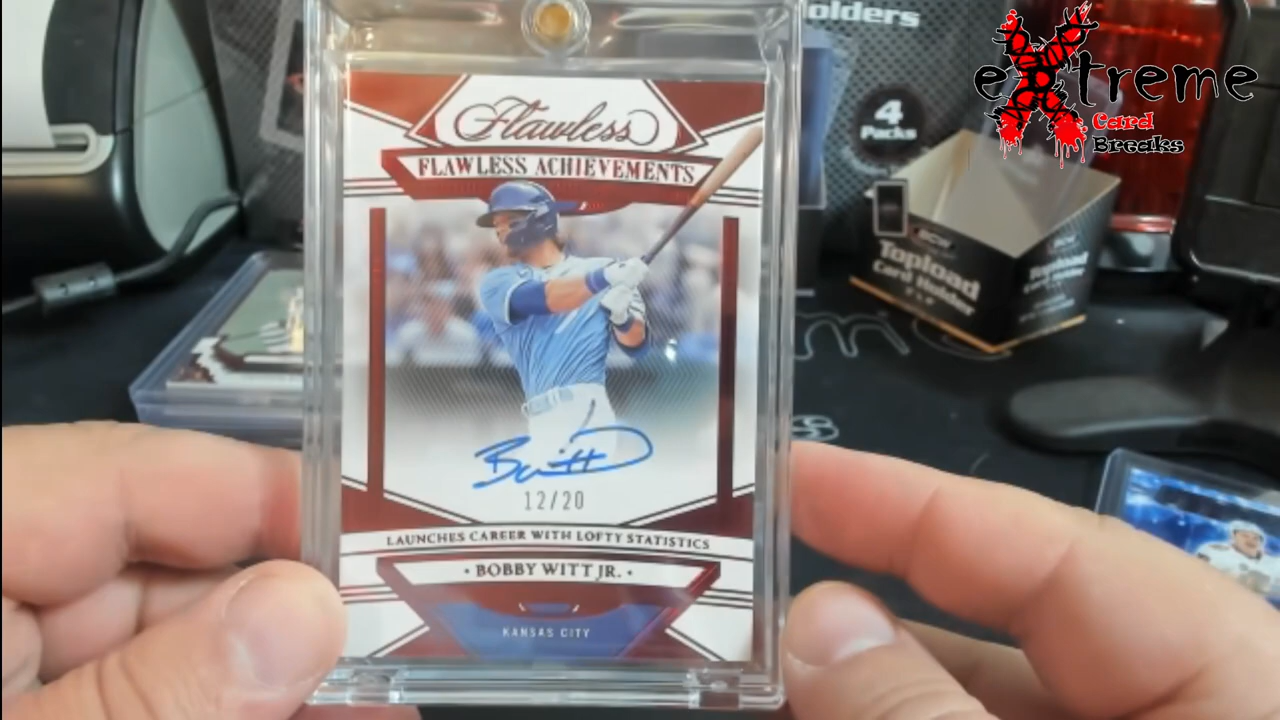 Flawless
FLAWLESS ACHIEVEMENTS
12/20
LAUNCHES CAREER WITH LOFTY STATISTICS
· BOBBY WITT JR. ·
KANSAS CITY
olders
4
Packs
Topload
Card Holder
Topload
eXtreme
Card
Breaks